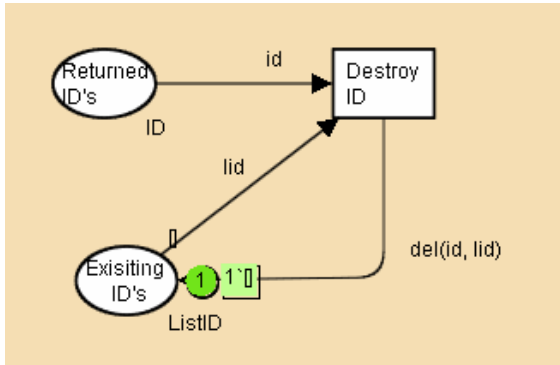 id
Returned
ID's
ID
Destroy
ID
lid
[]
Exisiting
ID's
1
1`[]
ListID
del(id, lid)